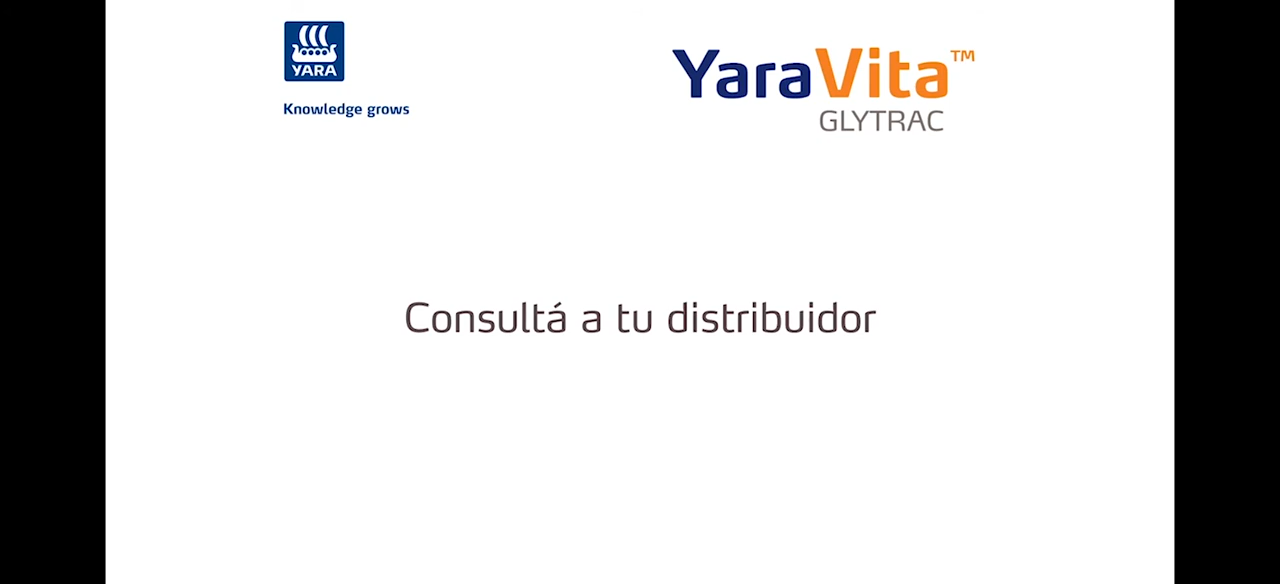 YARA
Knowledge grows
YaraVita™
GLYTRAC
Consultá a tu distribuidor